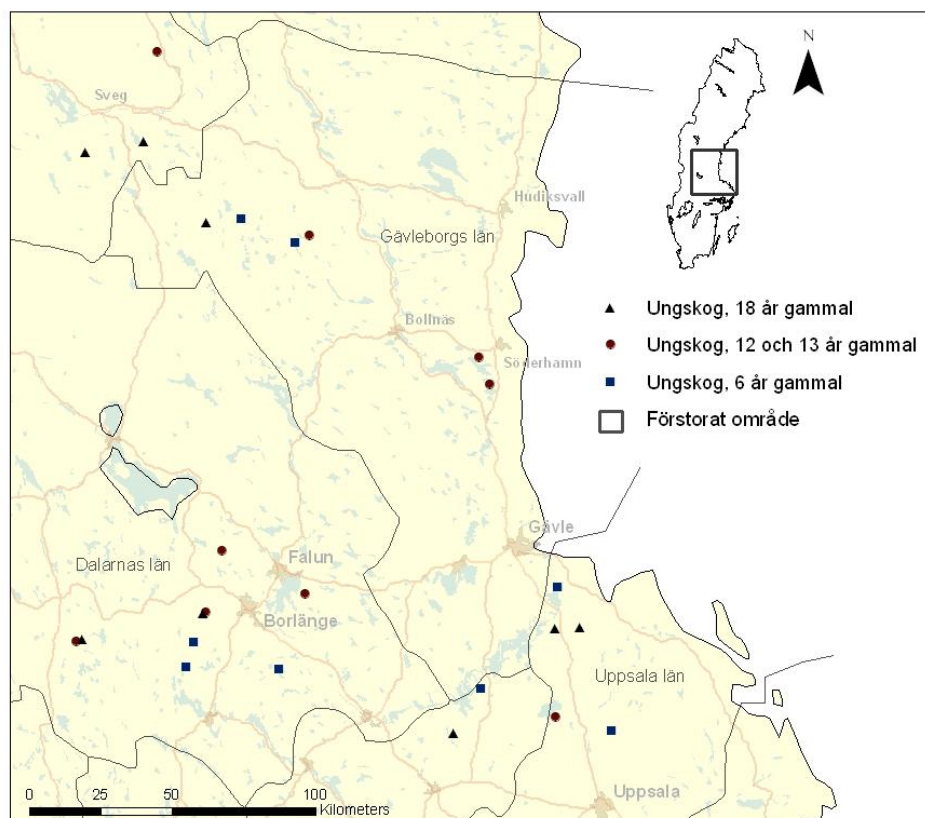 N
Sveg
Hudiksvall
Gävleborgs län
Ungskog, 18 år gammal
Bollnäs
Ungskog, 12 och 13 år gammal
Söderhamn
Ungskog, 6 år gammal
Förstorat område
Gävle
Falun
Dalarnas län
Borlänge
Uppsala län
Uppsala
0 25 50 100
Kilometers